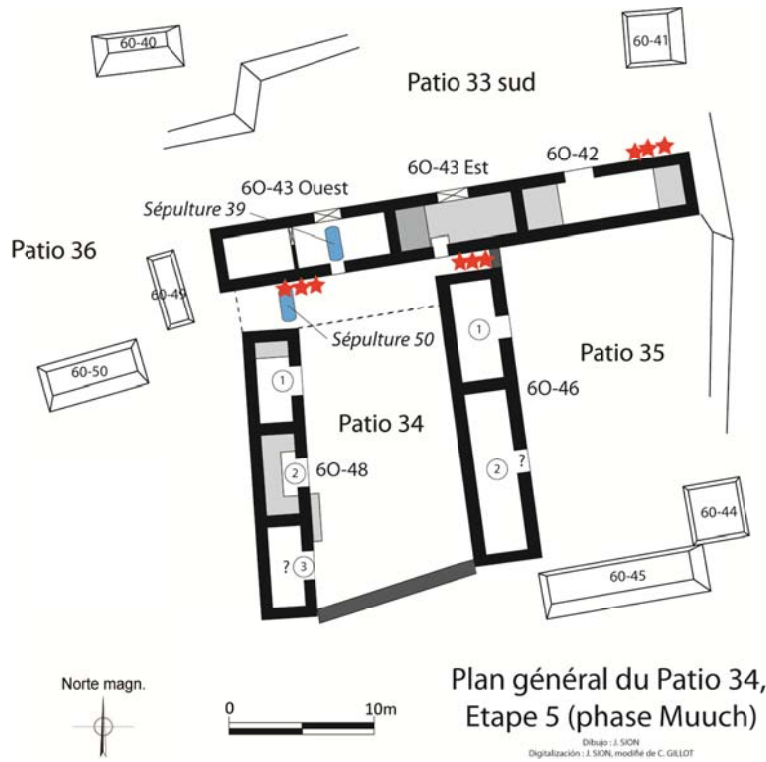 60-40
60-41
Patio 33 sud
6O-42
6O-43 Est
6O-43 Ouest
Sépulture 39
Patio 36
60-49
Sépulture 50
1
1
Patio 35
60-50
6O-46
Patio 34
2
6O-48
2
?
60-44
? 3
60-45
Norte magn.
0 10m
Plan général du Patio 34,
Etape 5 (phase Muuch)
Dibujo : J. SION
Digitalización : J. SION, modifié de C. GILLOT